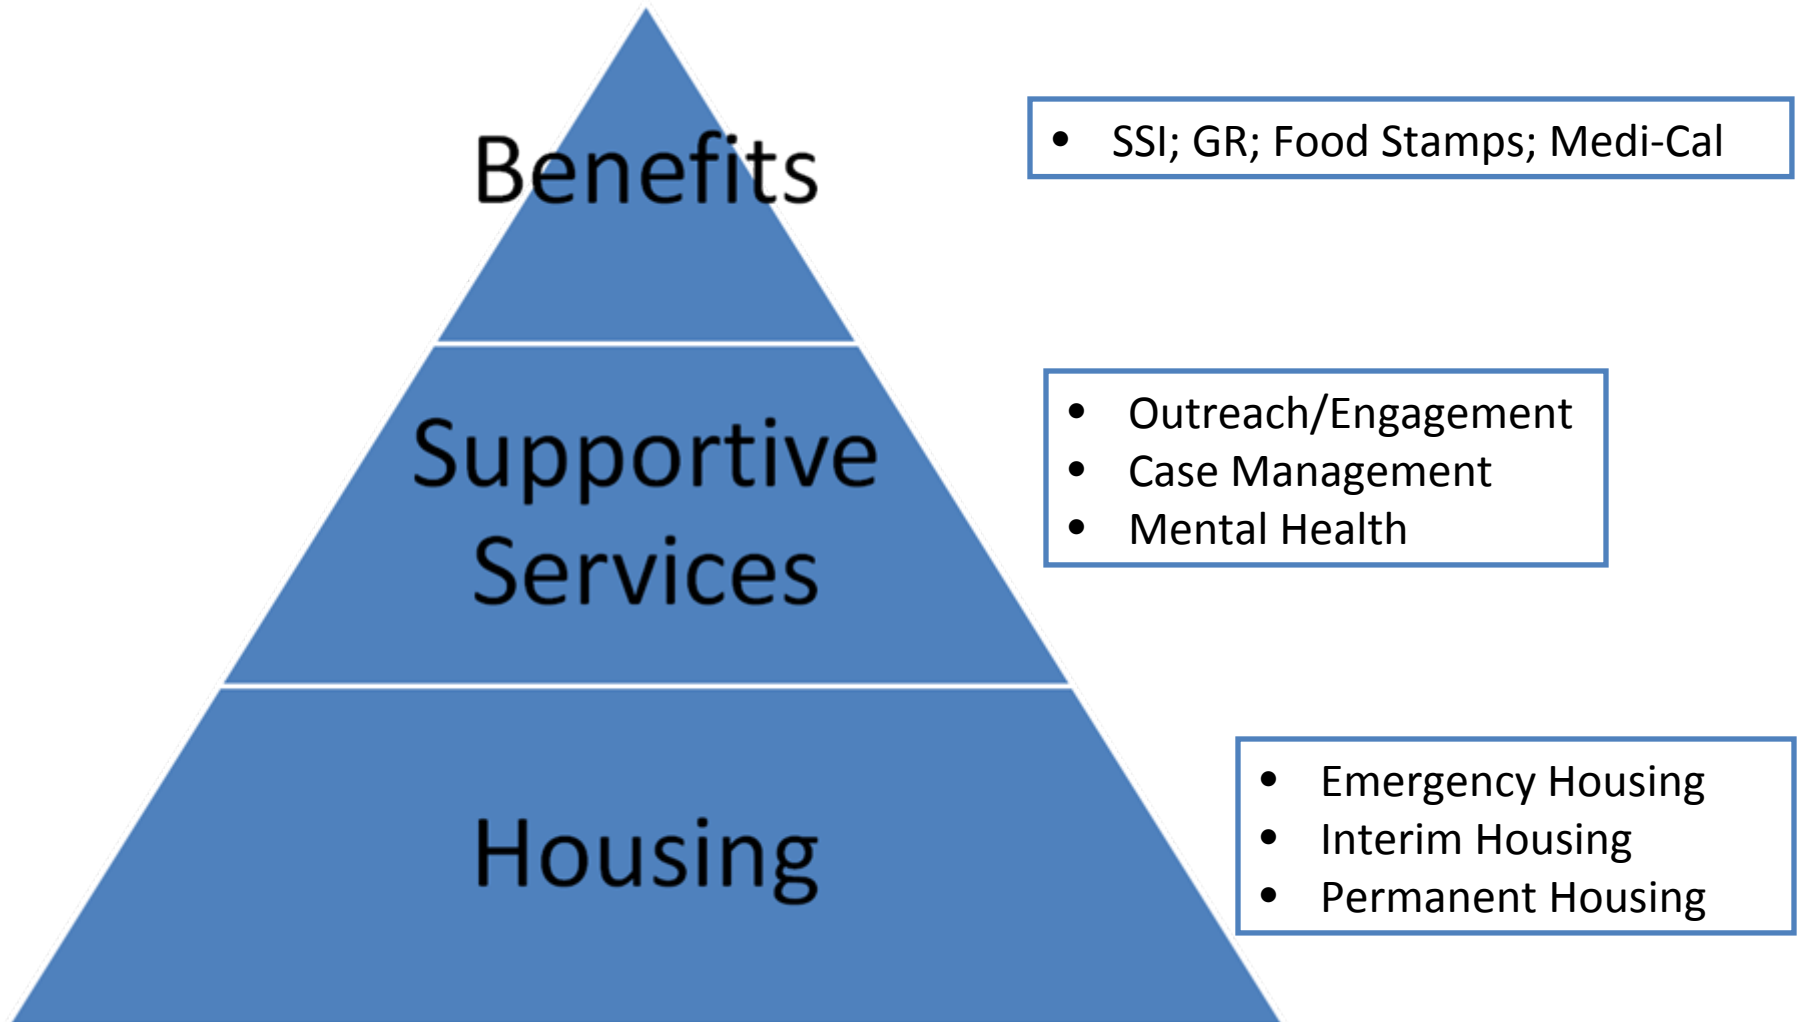 Benefits
• SSI; GR; Food Stamps; Medi-Cal
Supportive
Services
• Outreach/Engagement
• Case Management
• Mental Health
Housing
• Emergency Housing
• Interim Housing
• Permanent Housing